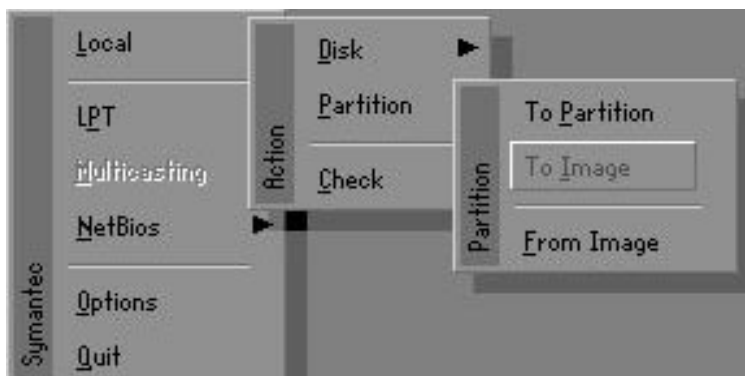 Local
LPT
Multicasting
NetBios
Options
Quit
Symantec
Disk
Partition
Check
Action
To Partition
To Image
From Image
Partition